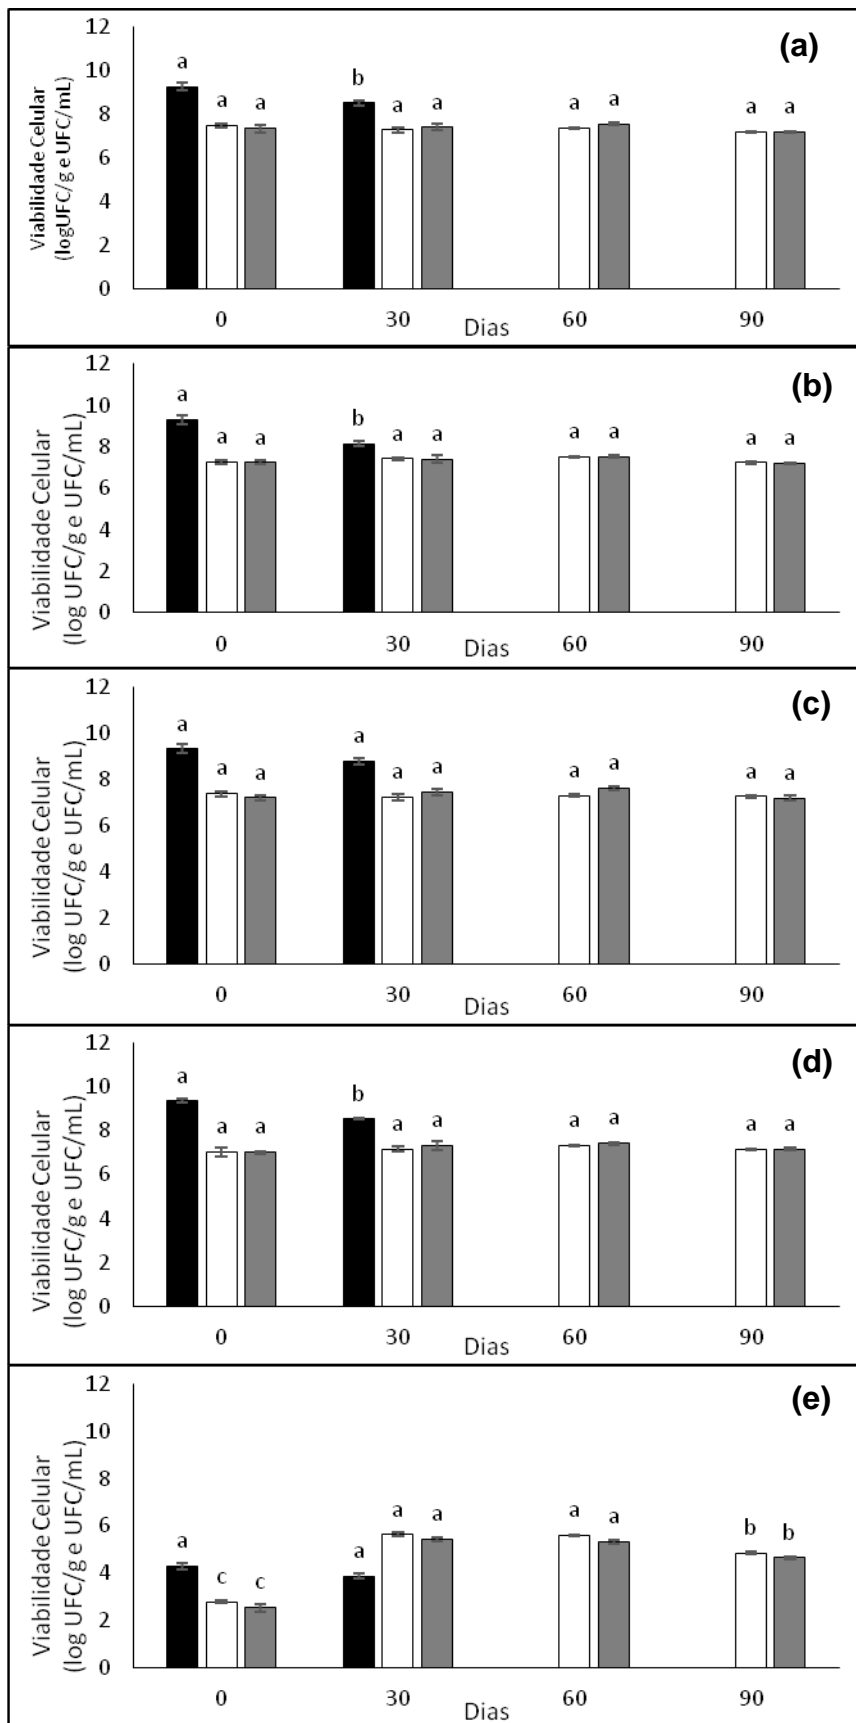 (a)
Viabilidade Celular
(logUFC/g e UFC/mL)
12
10
8
6
4
2
0
a
a
a
b
a
a
a
a
a
a
0
30
60
90
Dias
(b)
Viabilidade Celular
(log UFC/g e UFC/mL)
12
10
8
6
4
2
0
a
a
a
b
a
a
a
a
a
a
0
30
60
90
Dias
(c)
Viabilidade Celular
(log UFC/g e UFC/mL)
12
10
8
6
4
2
0
a
a
a
a
a
a
a
a
a
a
0
30
60
90
Dias
(d)
Viabilidade Celular
(log UFC/g e UFC/mL)
12
10
8
6
4
2
0
a
a
a
b
a
a
a
a
a
a
0
30
60
90
Dias
(e)
Viabilidade Celular
(log UFC/g e UFC/mL)
12
10
8
6
4
2
0
a
c
c
a
a
a
a
a
b
b
0
30
60
90
Dias